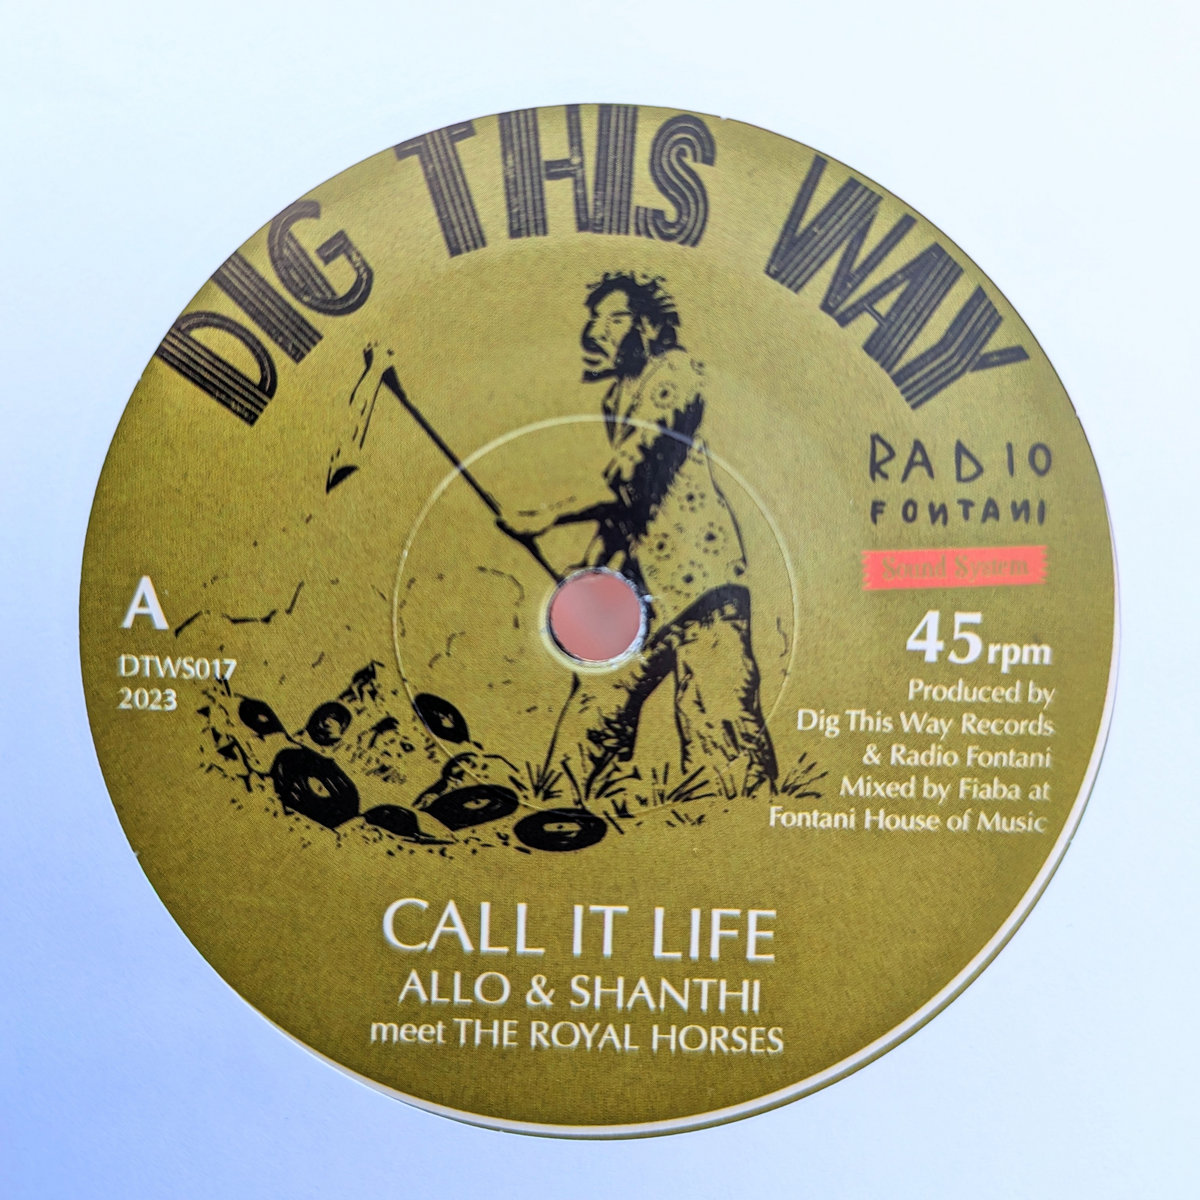 DIG THIS WAY
RADIO
FONTANI
Sound System
A
DTWS017
2023
45rpm
Produced by
Dig This Way Records
& Radio Fontani
Mixed by Fiaba at
Fontani House of Music
CALL IT LIFE
ALLO & SHANTHI
meet THE ROYAL HORSES